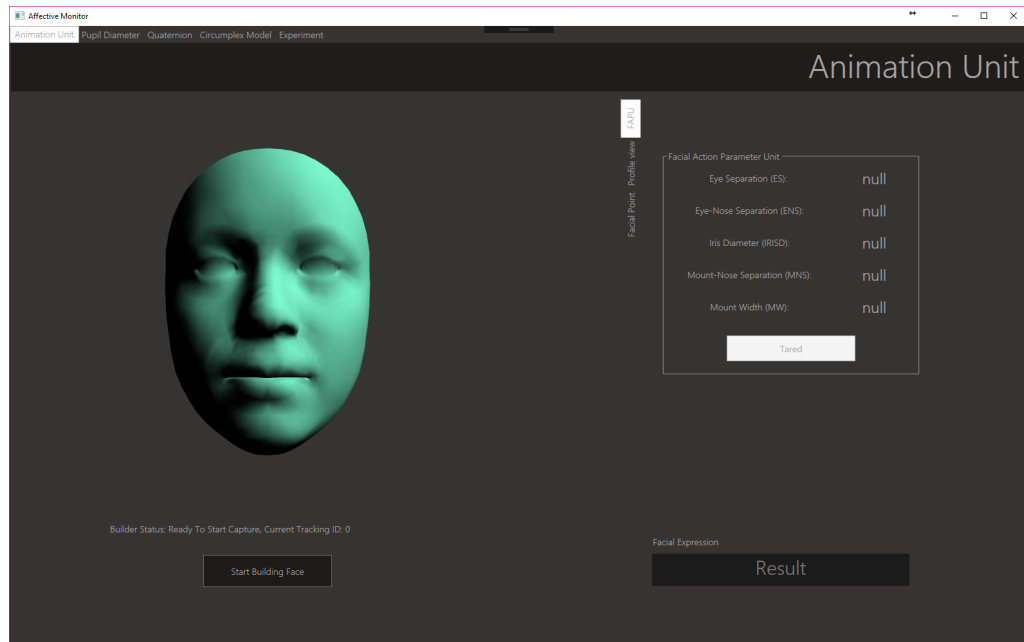 Affective Monitor
Animation Unit Pupil Diameter Quaternion Circumplex Model Experiment
Animation Unit
FAPU
Profile view
Facial Point
Facial Action Parameter Unit
Eye Separation (ES): null
Eye-Nose Separation (ENS): null
Iris Diameter (IRISD): null
Mount-Nose Separation (MNS): null
Mount Width (MW): null
Tared
Builder Status: Ready To Start Capture, Current Tracking ID: 0
Start Building Face
Facial Expression
Result